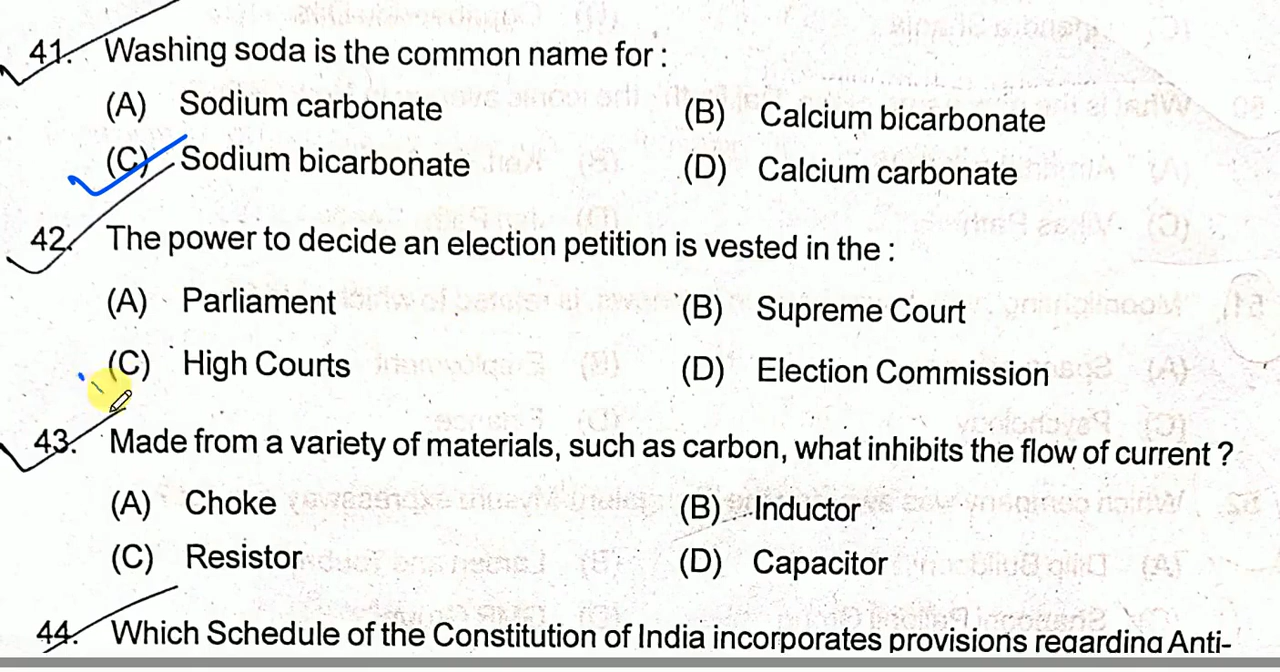 41. Washing soda is the common name for :
(A) Sodium carbonate (B) Calcium bicarbonate
(C) Sodium bicarbonate (D) Calcium carbonate
42. The power to decide an election petition is vested in the :
(A) Parliament (B) Supreme Court
(C) High Courts (D) Election Commission
43. Made from a variety of materials, such as carbon, what inhibits the flow of current ?
(A) Choke (B) Inductor
(C) Resistor (D) Capacitor
44. Which Schedule of the Constitution of India incorporates provisions regarding Anti-